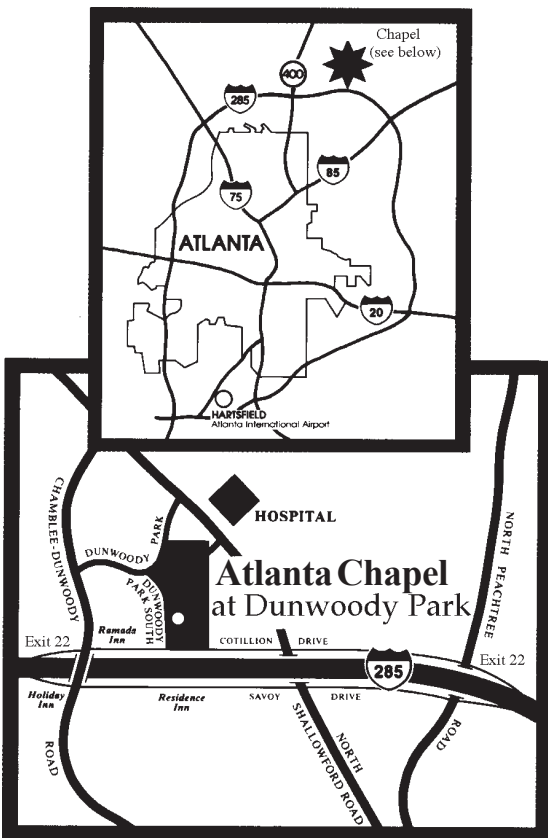 Chapel
(see below)
400
285
85
75
ATLANTA
20
HARTSFIELD
Atlanta International Airport
CHAMBLEE-DUNWOODY
ROAD
DUNWOODY
PARK
HOSPITAL
NORTH PEACHTREE
ROAD
DUNWOODY
PARK SOUTH
Atlanta Chapel
at Dunwoody Park
Ramada
Inn
COTILLION DRIVE
Exit 22
Exit 22
285
Holiday
Inn
Residence
Inn
SAVOY DRIVE
NORTH
SHALLOWFORD ROAD